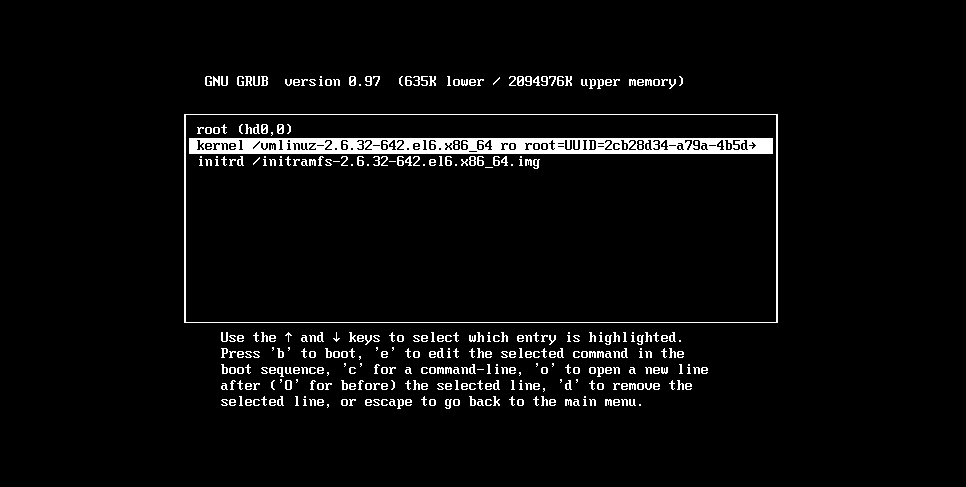 GNU GRUB  version 0.97  (635K lower / 2094976K upper memory)
root (hd0,0)
kernel /vmlinuz-2.6.32-642.el6.x86_64 ro root=UUID=2cb28d34-a79a-4b5d→
initrd /initramfs-2.6.32-642.el6.x86_64.img
Use the ↑ and ↓ keys to select which entry is highlighted.
Press 'b' to boot, 'e' to edit the selected command in the
boot sequence, 'c' for a command-line, 'o' to open a new line
after ('O' for before) the selected line, 'd' to remove the
selected line, or escape to go back to the main menu.